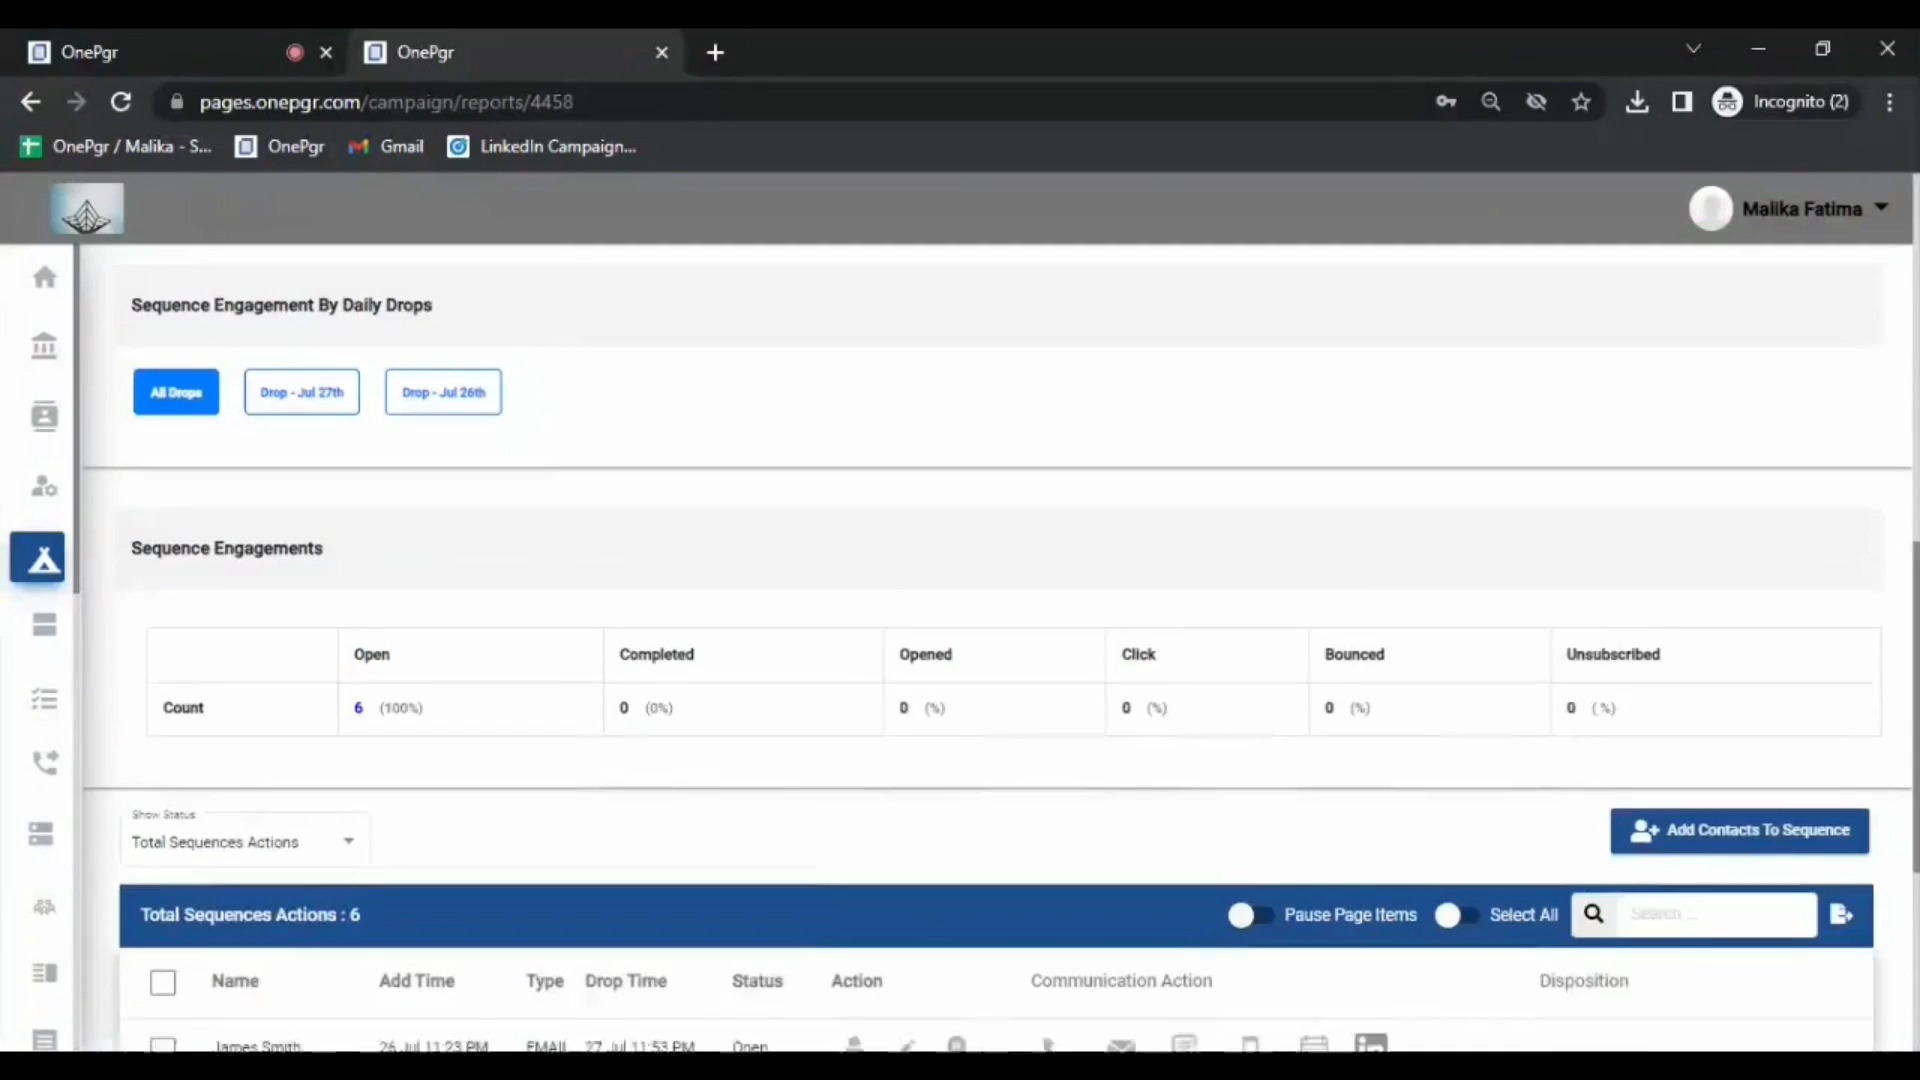 OnePgr
OnePgr
pages.onepgr.com/campaign/reports/4458
Incognito (2)
OnePgr / Malika - S...
OnePgr
Gmail
LinkedIn Campaign...
Malika Fatima
Sequence Engagement By Daily Drops
All Drops
Drop - Jul 27th
Drop - Jul 26th
Sequence Engagements
Open Completed Opened Click Bounced Unsubscribed
Count 6 (100%) 0 (0%) 0 (%) 0 (%) 0 (%) 0 (%)
Show Status
Total Sequences Actions
Add Contacts To Sequence
Total Sequences Actions : 6
Pause Page Items
Select All
Search ...
Name Add Time Type Drop Time Status Action Communication Action Disposition
James Smith 26 Jul 11:23 PM EMAIL 27 Jul 11:53 PM Open